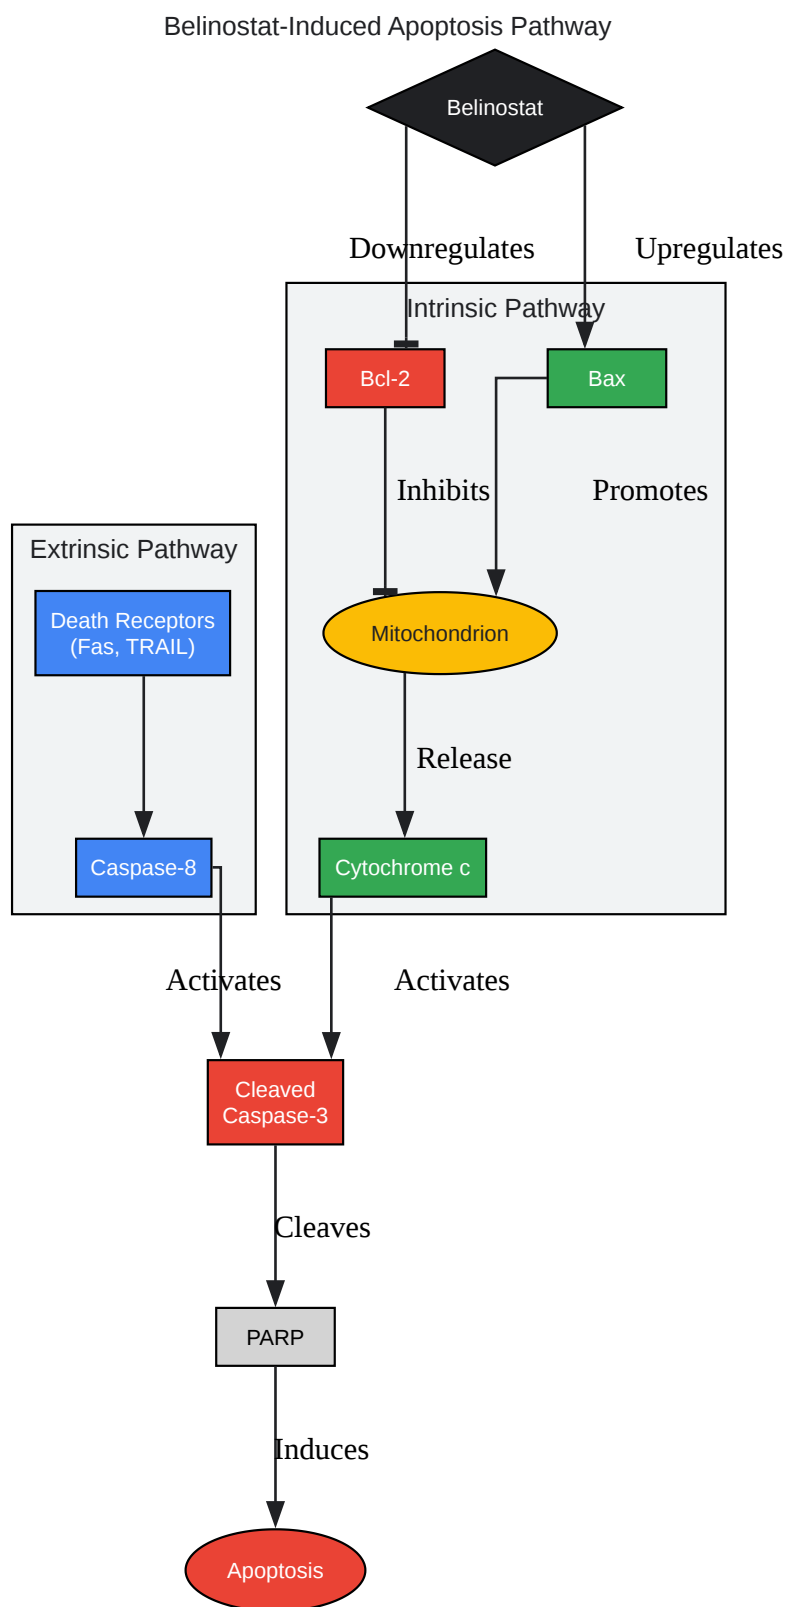 Belinostat-Induced Apoptosis Pathway
Belinostat
Downregulates
Upregulates
Intrinsic Pathway
Bcl-2
Bax
Inhibits
Promotes
Extrinsic Pathway
Death Receptors
(Fas, TRAIL)
Mitochondrion
Release
Caspase-8
Cytochrome c
Activates
Activates
Cleaved
Caspase-3
Cleaves
PARP
Induces
Apoptosis